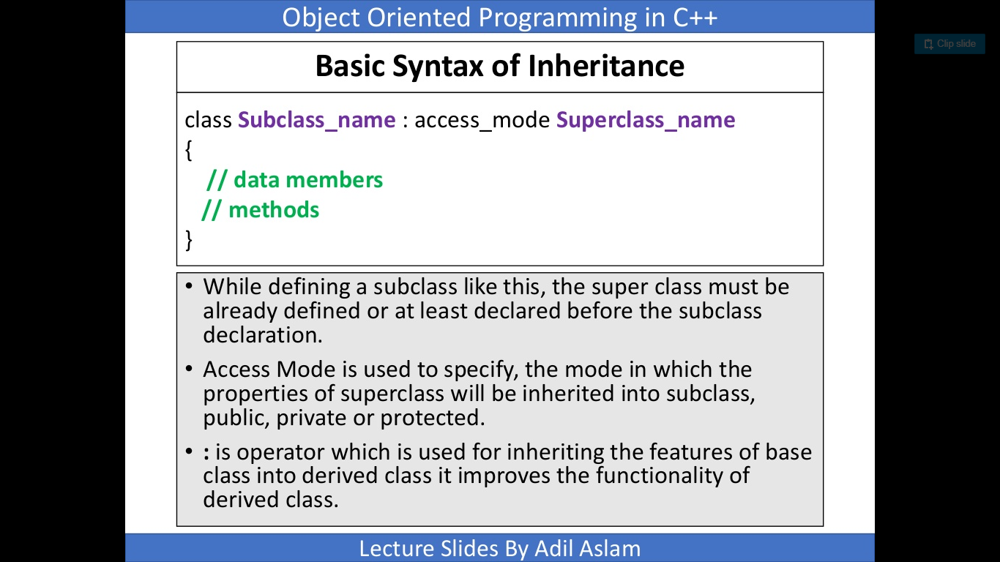 Object Oriented Programming in C++
Clip slide
Basic Syntax of Inheritance
class Subclass_name : access_mode Superclass_name
{
// data members
// methods
}
• While defining a subclass like this, the super class must be
already defined or at least declared before the subclass
declaration.
• Access Mode is used to specify, the mode in which the
properties of superclass will be inherited into subclass,
public, private or protected.
• : is operator which is used for inheriting the features of base
class into derived class it improves the functionality of
derived class.
Lecture Slides By Adil Aslam